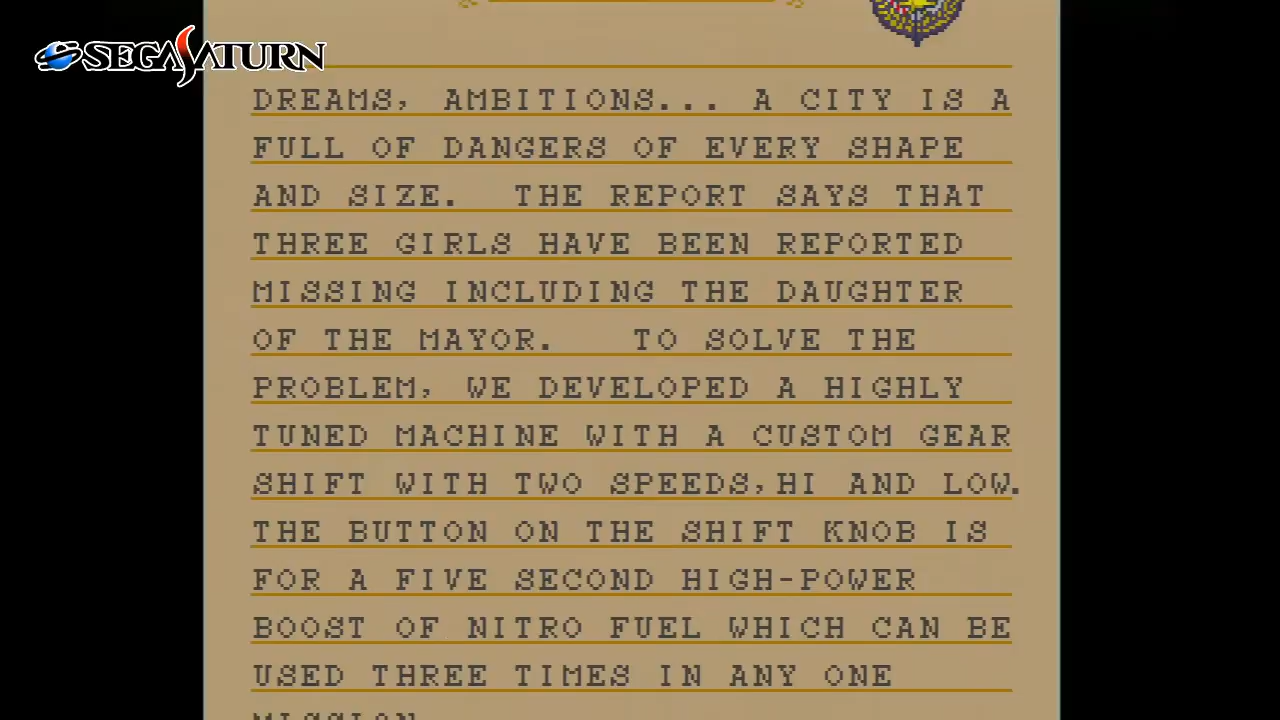 SEGA SATURN
DREAMS, AMBITIONS... A CITY IS A
FULL OF DANGERS OF EVERY SHAPE
AND SIZE. THE REPORT SAYS THAT
THREE GIRLS HAVE BEEN REPORTED
MISSING INCLUDING THE DAUGHTER
OF THE MAYOR. TO SOLVE THE
PROBLEM, WE DEVELOPED A HIGHLY
TUNED MACHINE WITH A CUSTOM GEAR
SHIFT WITH TWO SPEEDS,HI AND LOW.
THE BUTTON ON THE SHIFT KNOB IS
FOR A FIVE SECOND HIGH-POWER
BOOST OF NITRO FUEL WHICH CAN BE
USED THREE TIMES IN ANY ONE
MISSION